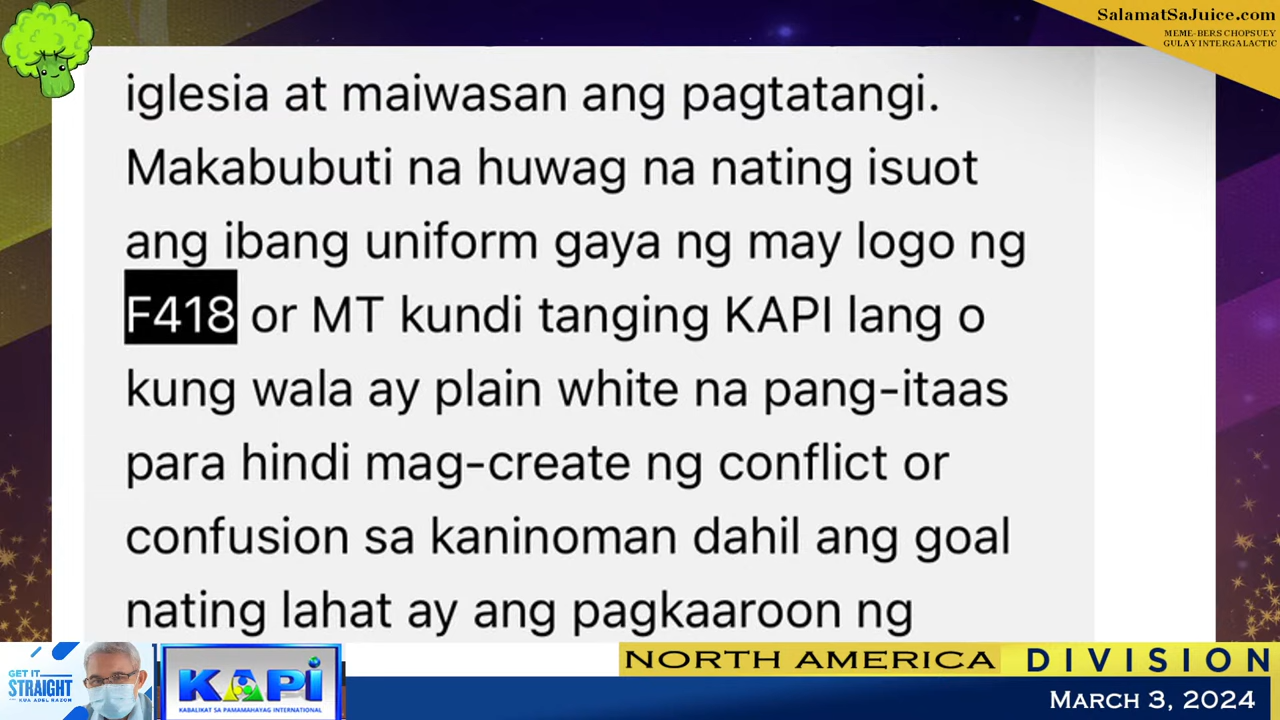 SalamatSaJuice.com
MEME-BERS CHOPSUEY
GULAY INTERGALACTIC
iglesia at maiwasan ang pagtatangi.
Makabubuti na huwag na nating isuot
ang ibang uniform gaya ng may logo ng
F418 or MT kundi tanging KAPI lang o
kung wala ay plain white na pang-itaas
para hindi mag-create ng conflict or
confusion sa kaninoman dahil ang goal
nating lahat ay ang pagkaaroon ng
GET IT
STRAIGHT
KUYA ADEL RAZON
KAPI
KABALIKAT SA PAMAMAHAYAG INTERNATIONAL
NORTH AMERICA DIVISION
March 3, 2024